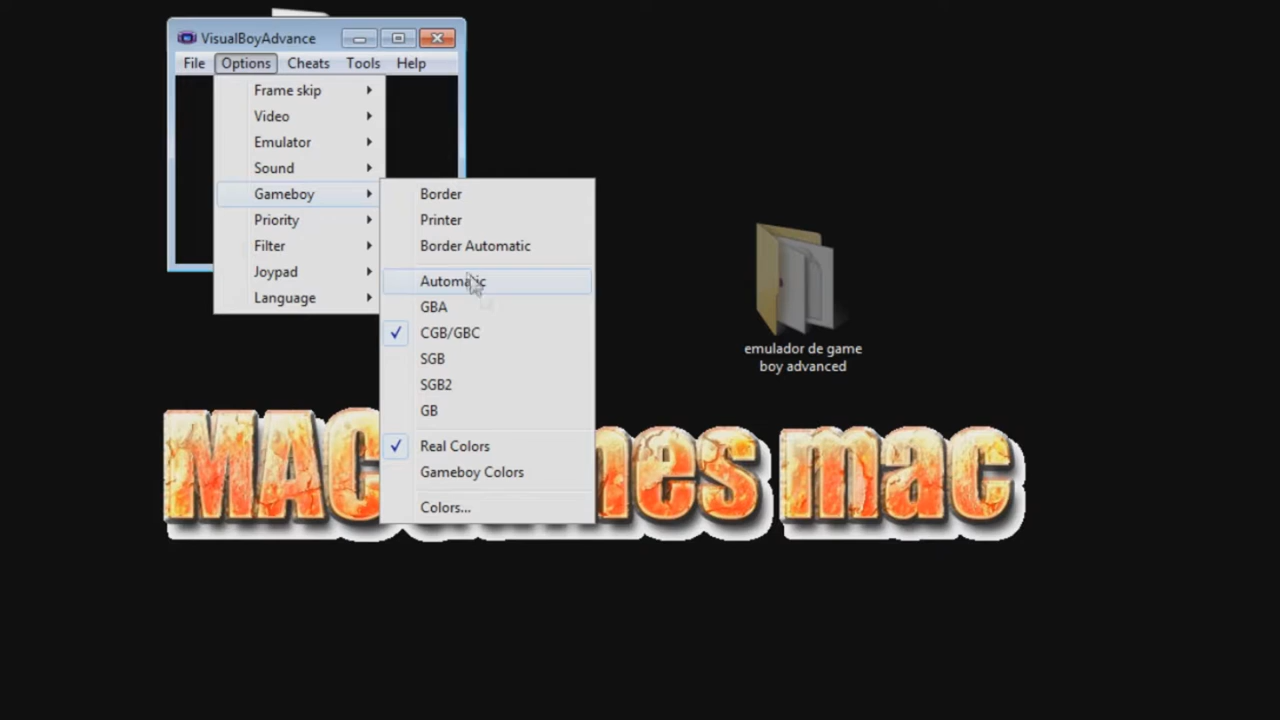 VisualBoyAdvance
File Options Cheats Tools Help
Frame skip
Video
Emulator
Sound
Gameboy
Priority
Filter
Joypad
Language
Border
Printer
Border Automatic
Automatic
GBA
CGB/GBC
SGB
SGB2
GB
Real Colors
Gameboy Colors
Colors...
emulador de game
boy advanced
mac